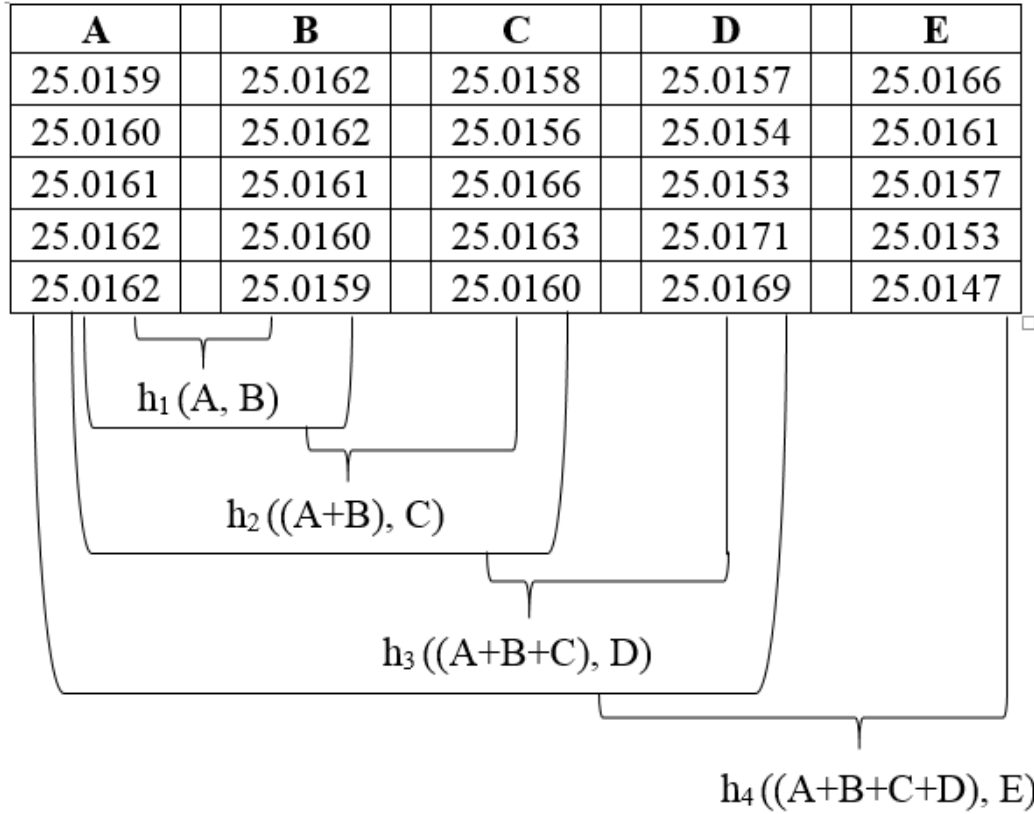 A B C D E
25.0159 25.0162 25.0158 25.0157 25.0166
25.0160 25.0162 25.0156 25.0154 25.0161
25.0161 25.0161 25.0166 25.0153 25.0157
25.0162 25.0160 25.0163 25.0171 25.0153
25.0162 25.0159 25.0160 25.0169 25.0147
h₁ (A, B)
h₂ ((A+B), C)
h₃ ((A+B+C), D)
h₄ ((A+B+C+D), E)